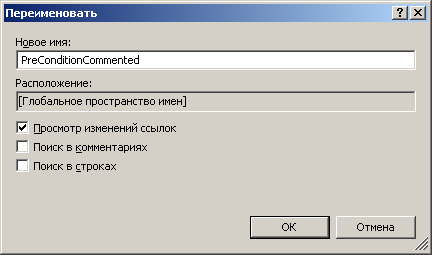 Переименовать
Новое имя:
PreConditionCommented
Расположение:
[Глобальное пространство имен]
Просмотр изменений ссылок
Поиск в комментариях
Поиск в строках
ОК
Отмена